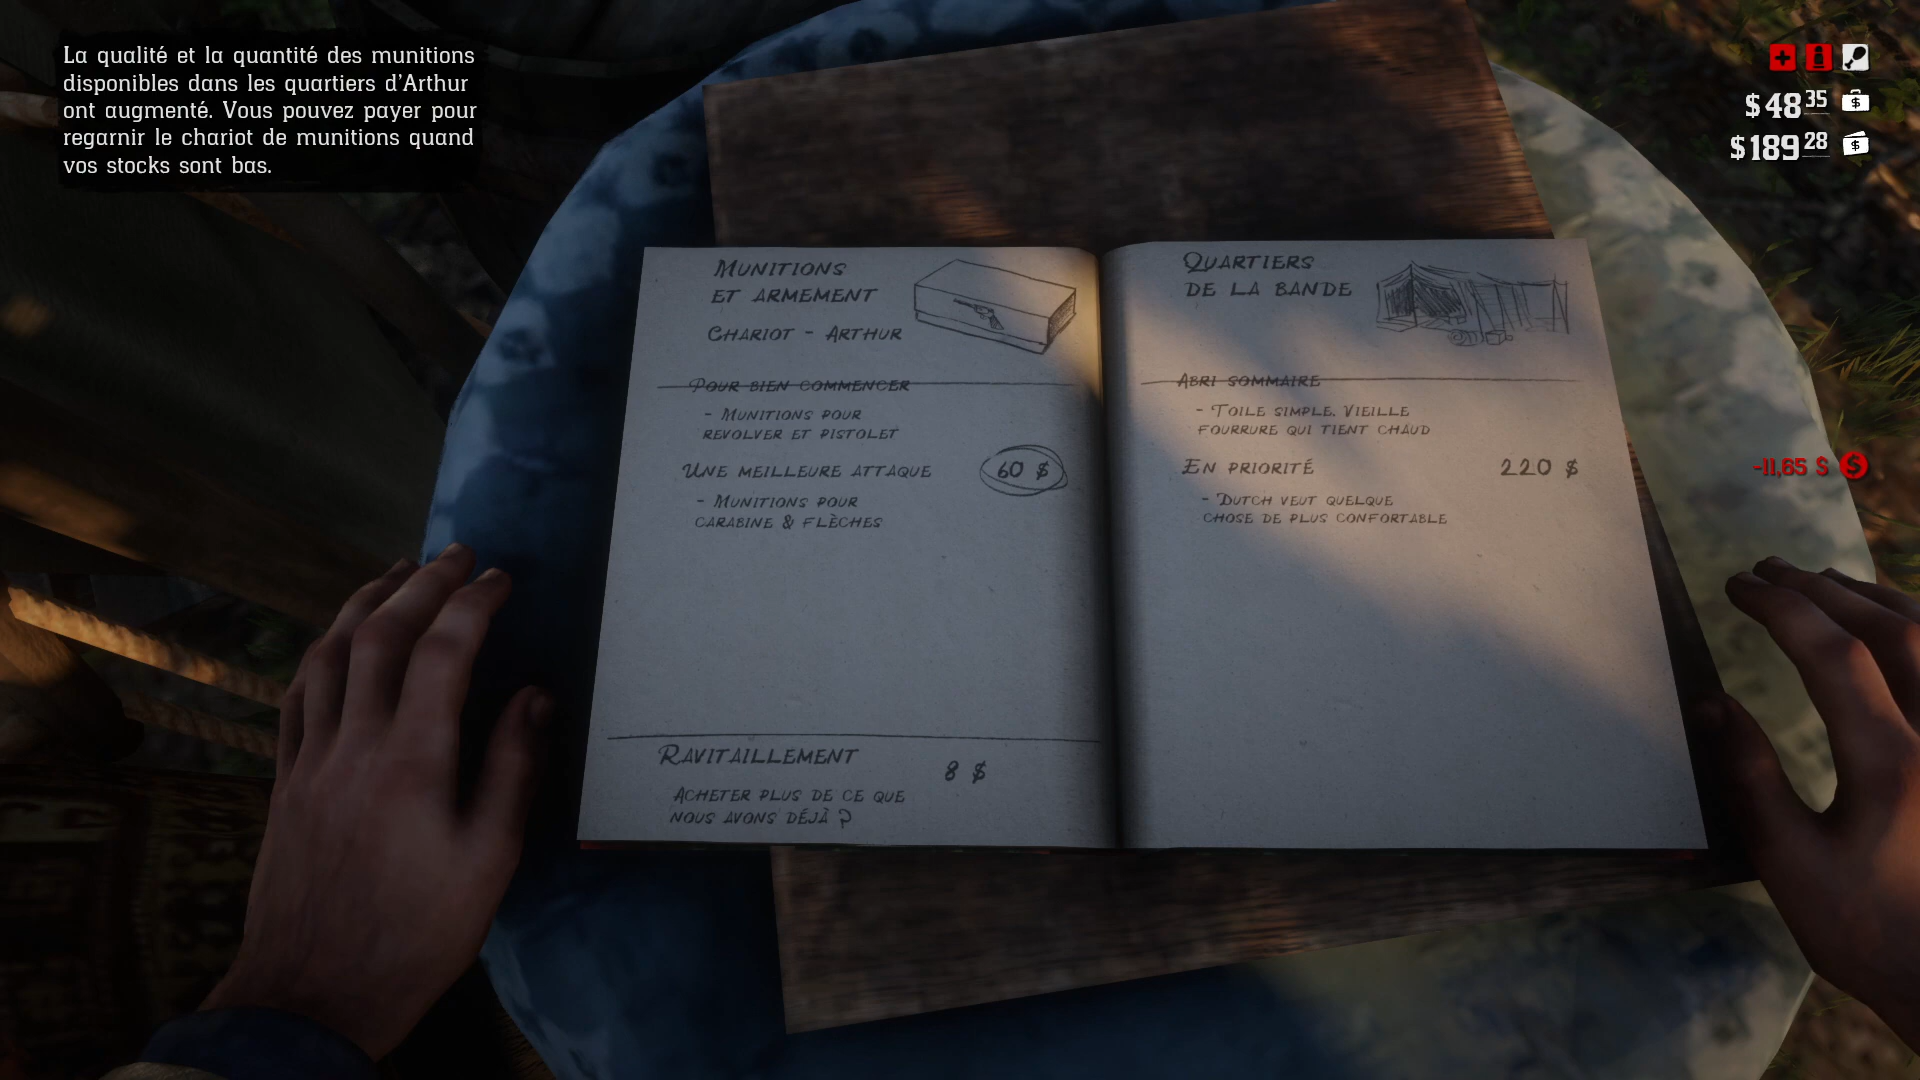 La qualité et la quantité des munitions
disponibles dans les quartiers d'Arthur
ont augmenté. Vous pouvez payer pour
regarnir le chariot de munitions quand
vos stocks sont bas.
$48 35
$189 28
-11,65 $
MUNITIONS
ET ARMEMENT
CHARIOT - ARTHUR
POUR BIEN COMMENCER
- MUNITIONS POUR
REVOLVER ET PISTOLET
UNE MEILLEURE ATTAQUE 60 $
- MUNITIONS POUR
CARABINE & FLÈCHES
RAVITAILLEMENT 8 $
ACHETER PLUS DE CE QUE
NOUS AVONS DÉJÀ ?
QUARTIERS
DE LA BANDE
ABRI SOMMAIRE
- TOILE SIMPLE. VIEILLE
FOURRURE QUI TIENT CHAUD
EN PRIORITÉ 220 $
- DUTCH VEUT QUELQUE
CHOSE DE PLUS CONFORTABLE